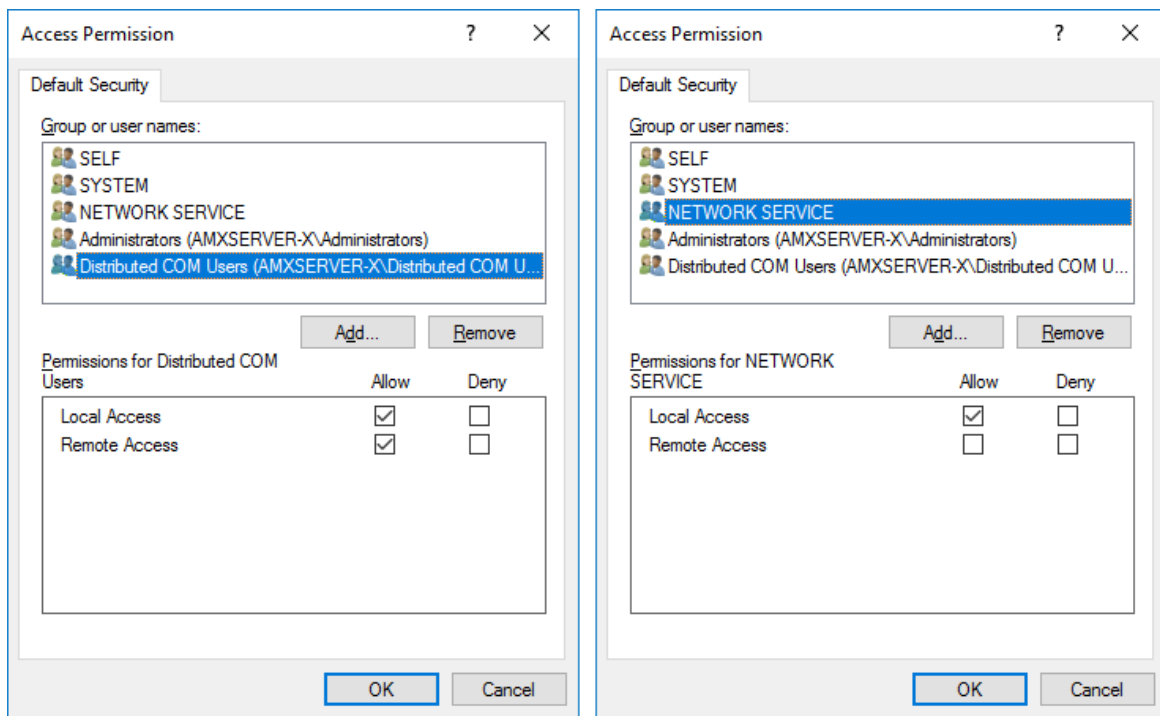 Access Permission ?
Default Security
Group or user names:
SELF
SYSTEM
NETWORK SERVICE
Administrators (AMXSERVER-X\Administrators)
Distributed COM Users (AMXSERVER-X\Distributed COM U...
Add... Remove
Permissions for Distributed COM
Users Allow Deny
Local Access
Remote Access
OK Cancel
Access Permission ?
Default Security
Group or user names:
SELF
SYSTEM
NETWORK SERVICE
Administrators (AMXSERVER-X\Administrators)
Distributed COM Users (AMXSERVER-X\Distributed COM U...
Add... Remove
Permissions for NETWORK
SERVICE Allow Deny
Local Access
Remote Access
OK Cancel